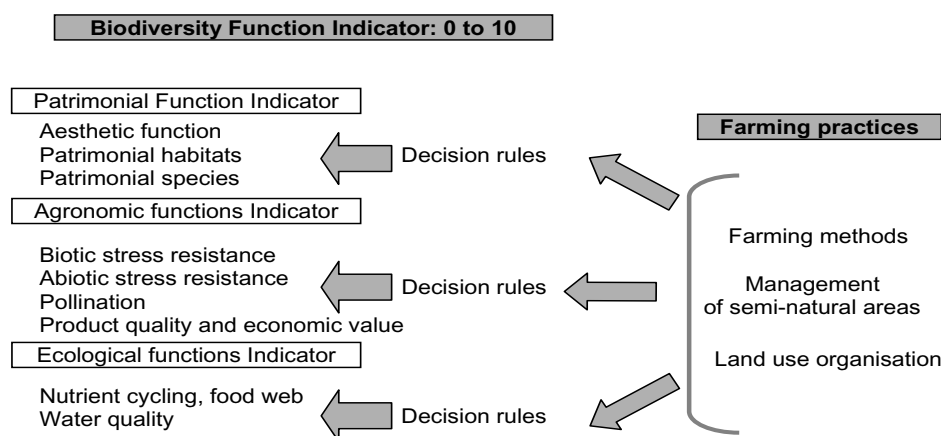 Biodiversity Function Indicator: 0 to 10
Patrimonial Function Indicator
Aesthetic function
Patrimonial habitats
Patrimonial species
Decision rules
Agronomic functions Indicator
Biotic stress resistance
Abiotic stress resistance
Pollination
Product quality and economic value
Decision rules
Ecological functions Indicator
Nutrient cycling, food web
Water quality
Decision rules
Farming practices
Farming methods
Management
of semi-natural areas
Land use organisation